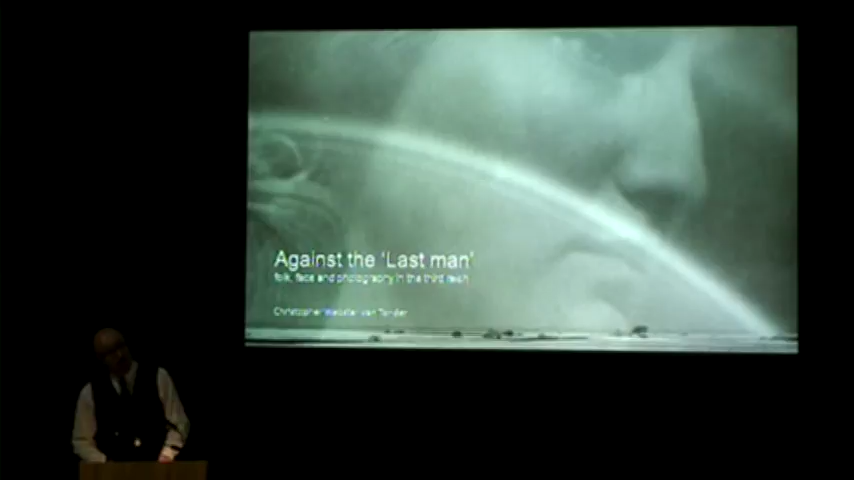 Against the 'Last man'
folk, face and photography in the third reich
Christopher Webster van Tonder